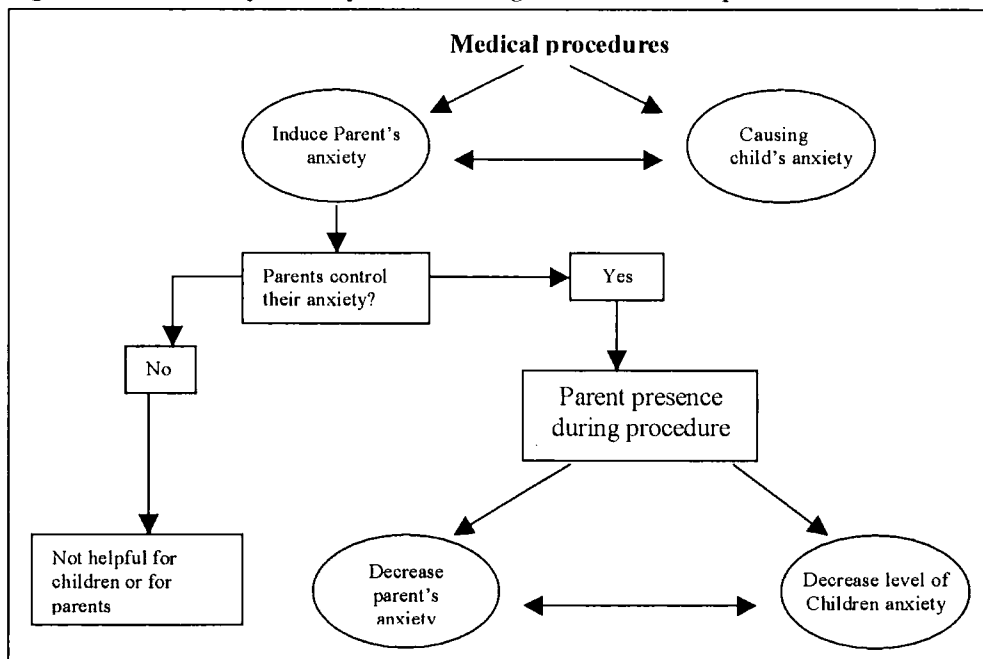 Medical procedures
Induce Parent's
anxiety
Causing
child's anxiety
Parents control
their anxiety?
Yes
No
Parent presence
during procedure
Not helpful for
children or for
parents
Decrease
parent's
anxiety
Decrease level of
Children anxiety